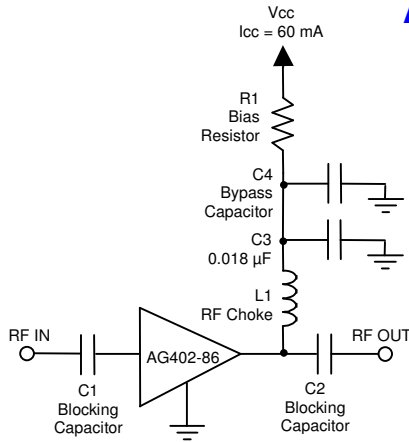 Vcc
Icc = 60 mA
R1
Bias
Resistor
C4
Bypass
Capacitor
C3
0.018 µF
L1
RF Choke
RF IN
AG402-86
RF OUT
C1
Blocking
Capacitor
C2
Blocking
Capacitor